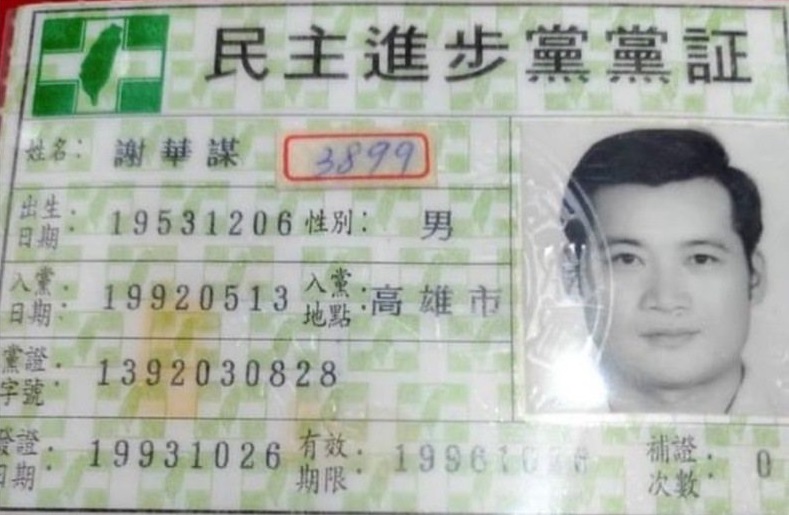 民主進步黨黨証
姓名: 謝華謀 3899
出生日期: 19531206 性別: 男
入黨日期: 19920513 入黨地點: 高雄市
黨證字號: 1392030828
發證日期: 19931026 有效期限: 19961026 補證次數: 0